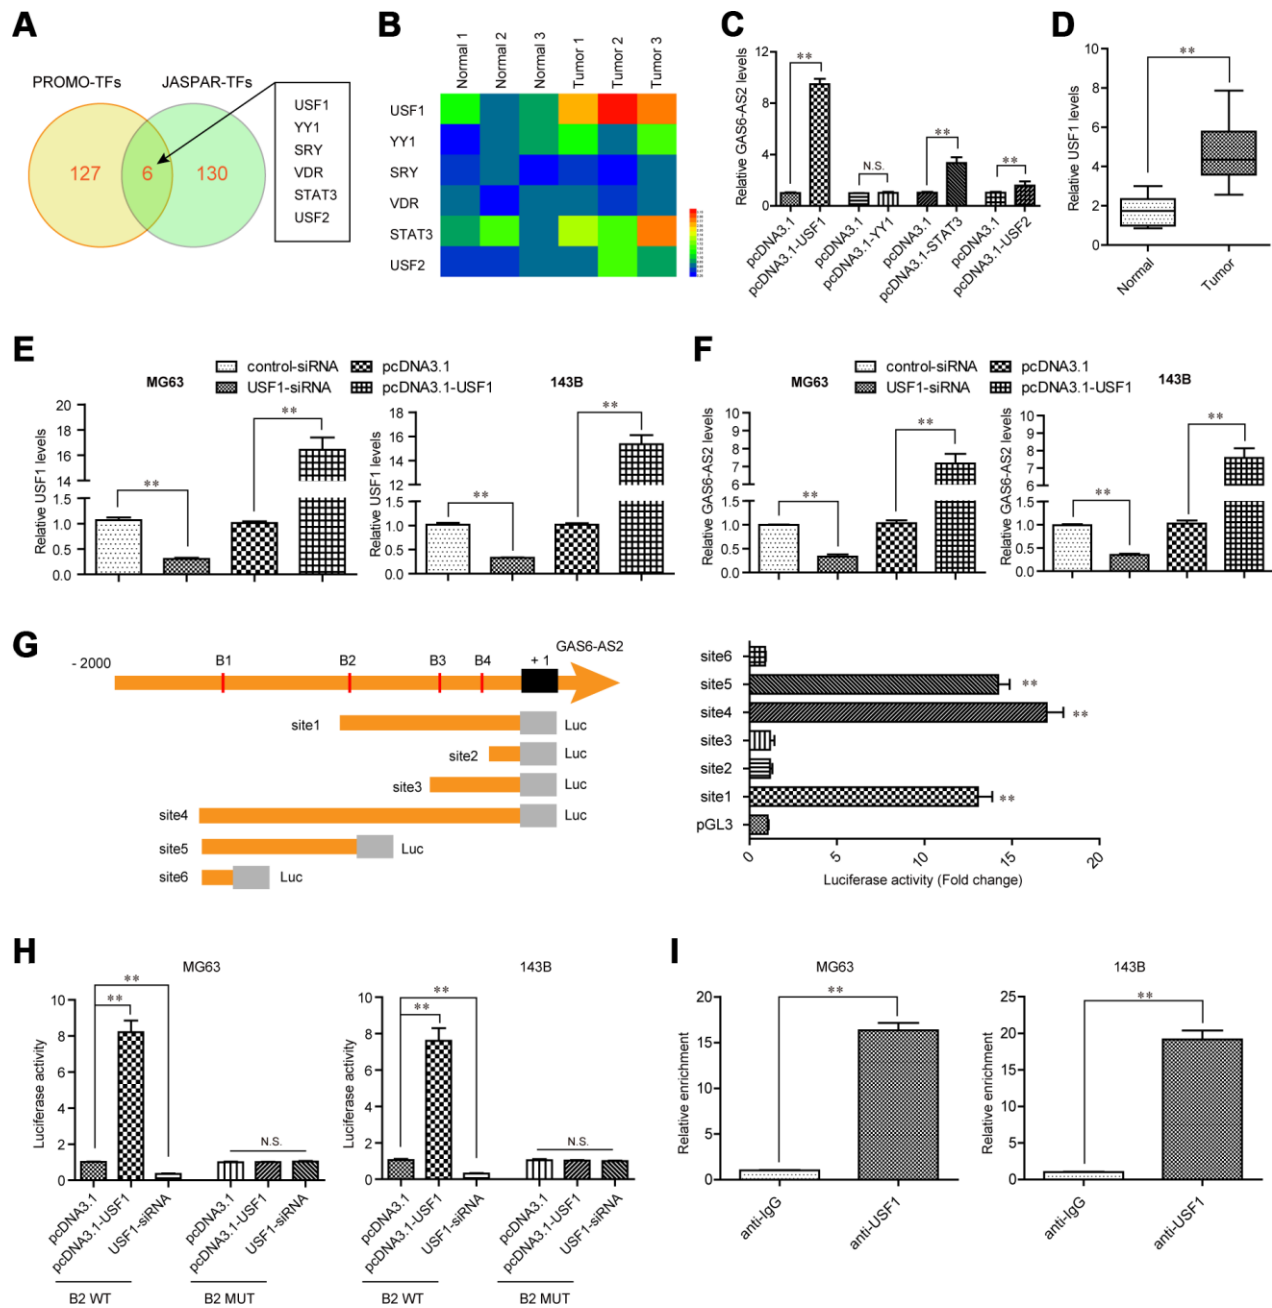 A
PROMO-TFs
JASPAR-TFs
127
6
130
USF1
YY1
SRY
VDR
STAT3
USF2
B
Normal 1
Normal 2
Normal 3
Tumor 1
Tumor 2
Tumor 3
USF1
YY1
SRY
VDR
STAT3
USF2
C
Relative GAS6-AS2 levels
12
8
4
0
**
N.S.
**
**
pcDNA3.1
pcDNA3.1-USF1
pcDNA3.1
pcDNA3.1-YY1
pcDNA3.1
pcDNA3.1-STAT3
pcDNA3.1
pcDNA3.1-USF2
D
Relative USF1 levels
10
8
6
4
2
0
**
Normal
Tumor
E
control-siRNA
pcDNA3.1
USF1-siRNA
pcDNA3.1-USF1
MG63
143B
Relative USF1 levels
20
18
16
14
1.5
1.0
0.5
0.0
**
**
Relative USF1 levels
18
16
14
12
1.5
1.0
0.5
0.0
**
**
F
control-siRNA
pcDNA3.1
USF1-siRNA
pcDNA3.1-USF1
MG63
143B
Relative GAS6-AS2 levels
10
9
8
7
6
5
1.5
1.0
0.5
0.0
**
**
Relative GAS6-AS2 levels
10
9
8
7
6
5
1.5
1.0
0.5
0.0
**
**
G
- 2000
B1
B2
B3
B4
+ 1
GAS6-AS2
site1
Luc
site2
Luc
site3
Luc
site4
Luc
site5
Luc
site6
Luc
site6
site5
**
site4
**
site3
site2
site1
**
pGL3
0
5
10
15
20
Luciferase activity (Fold change)
H
MG63
Luciferase activity
10
8
6
4
2
0
**
**
N.S.
pcDNA3.1
pcDNA3.1-USF1
USF1-siRNA
pcDNA3.1
pcDNA3.1-USF1
USF1-siRNA
B2 WT
B2 MUT
143B
Luciferase activity
10
8
6
4
2
0
**
**
N.S.
pcDNA3.1
pcDNA3.1-USF1
USF1-siRNA
pcDNA3.1
pcDNA3.1-USF1
USF1-siRNA
B2 WT
B2 MUT
I
MG63
Relative enrichment
20
15
10
5
0
**
anti-IgG
anti-USF1
143B
Relative enrichment
25
20
15
10
5
0
**
anti-IgG
anti-USF1